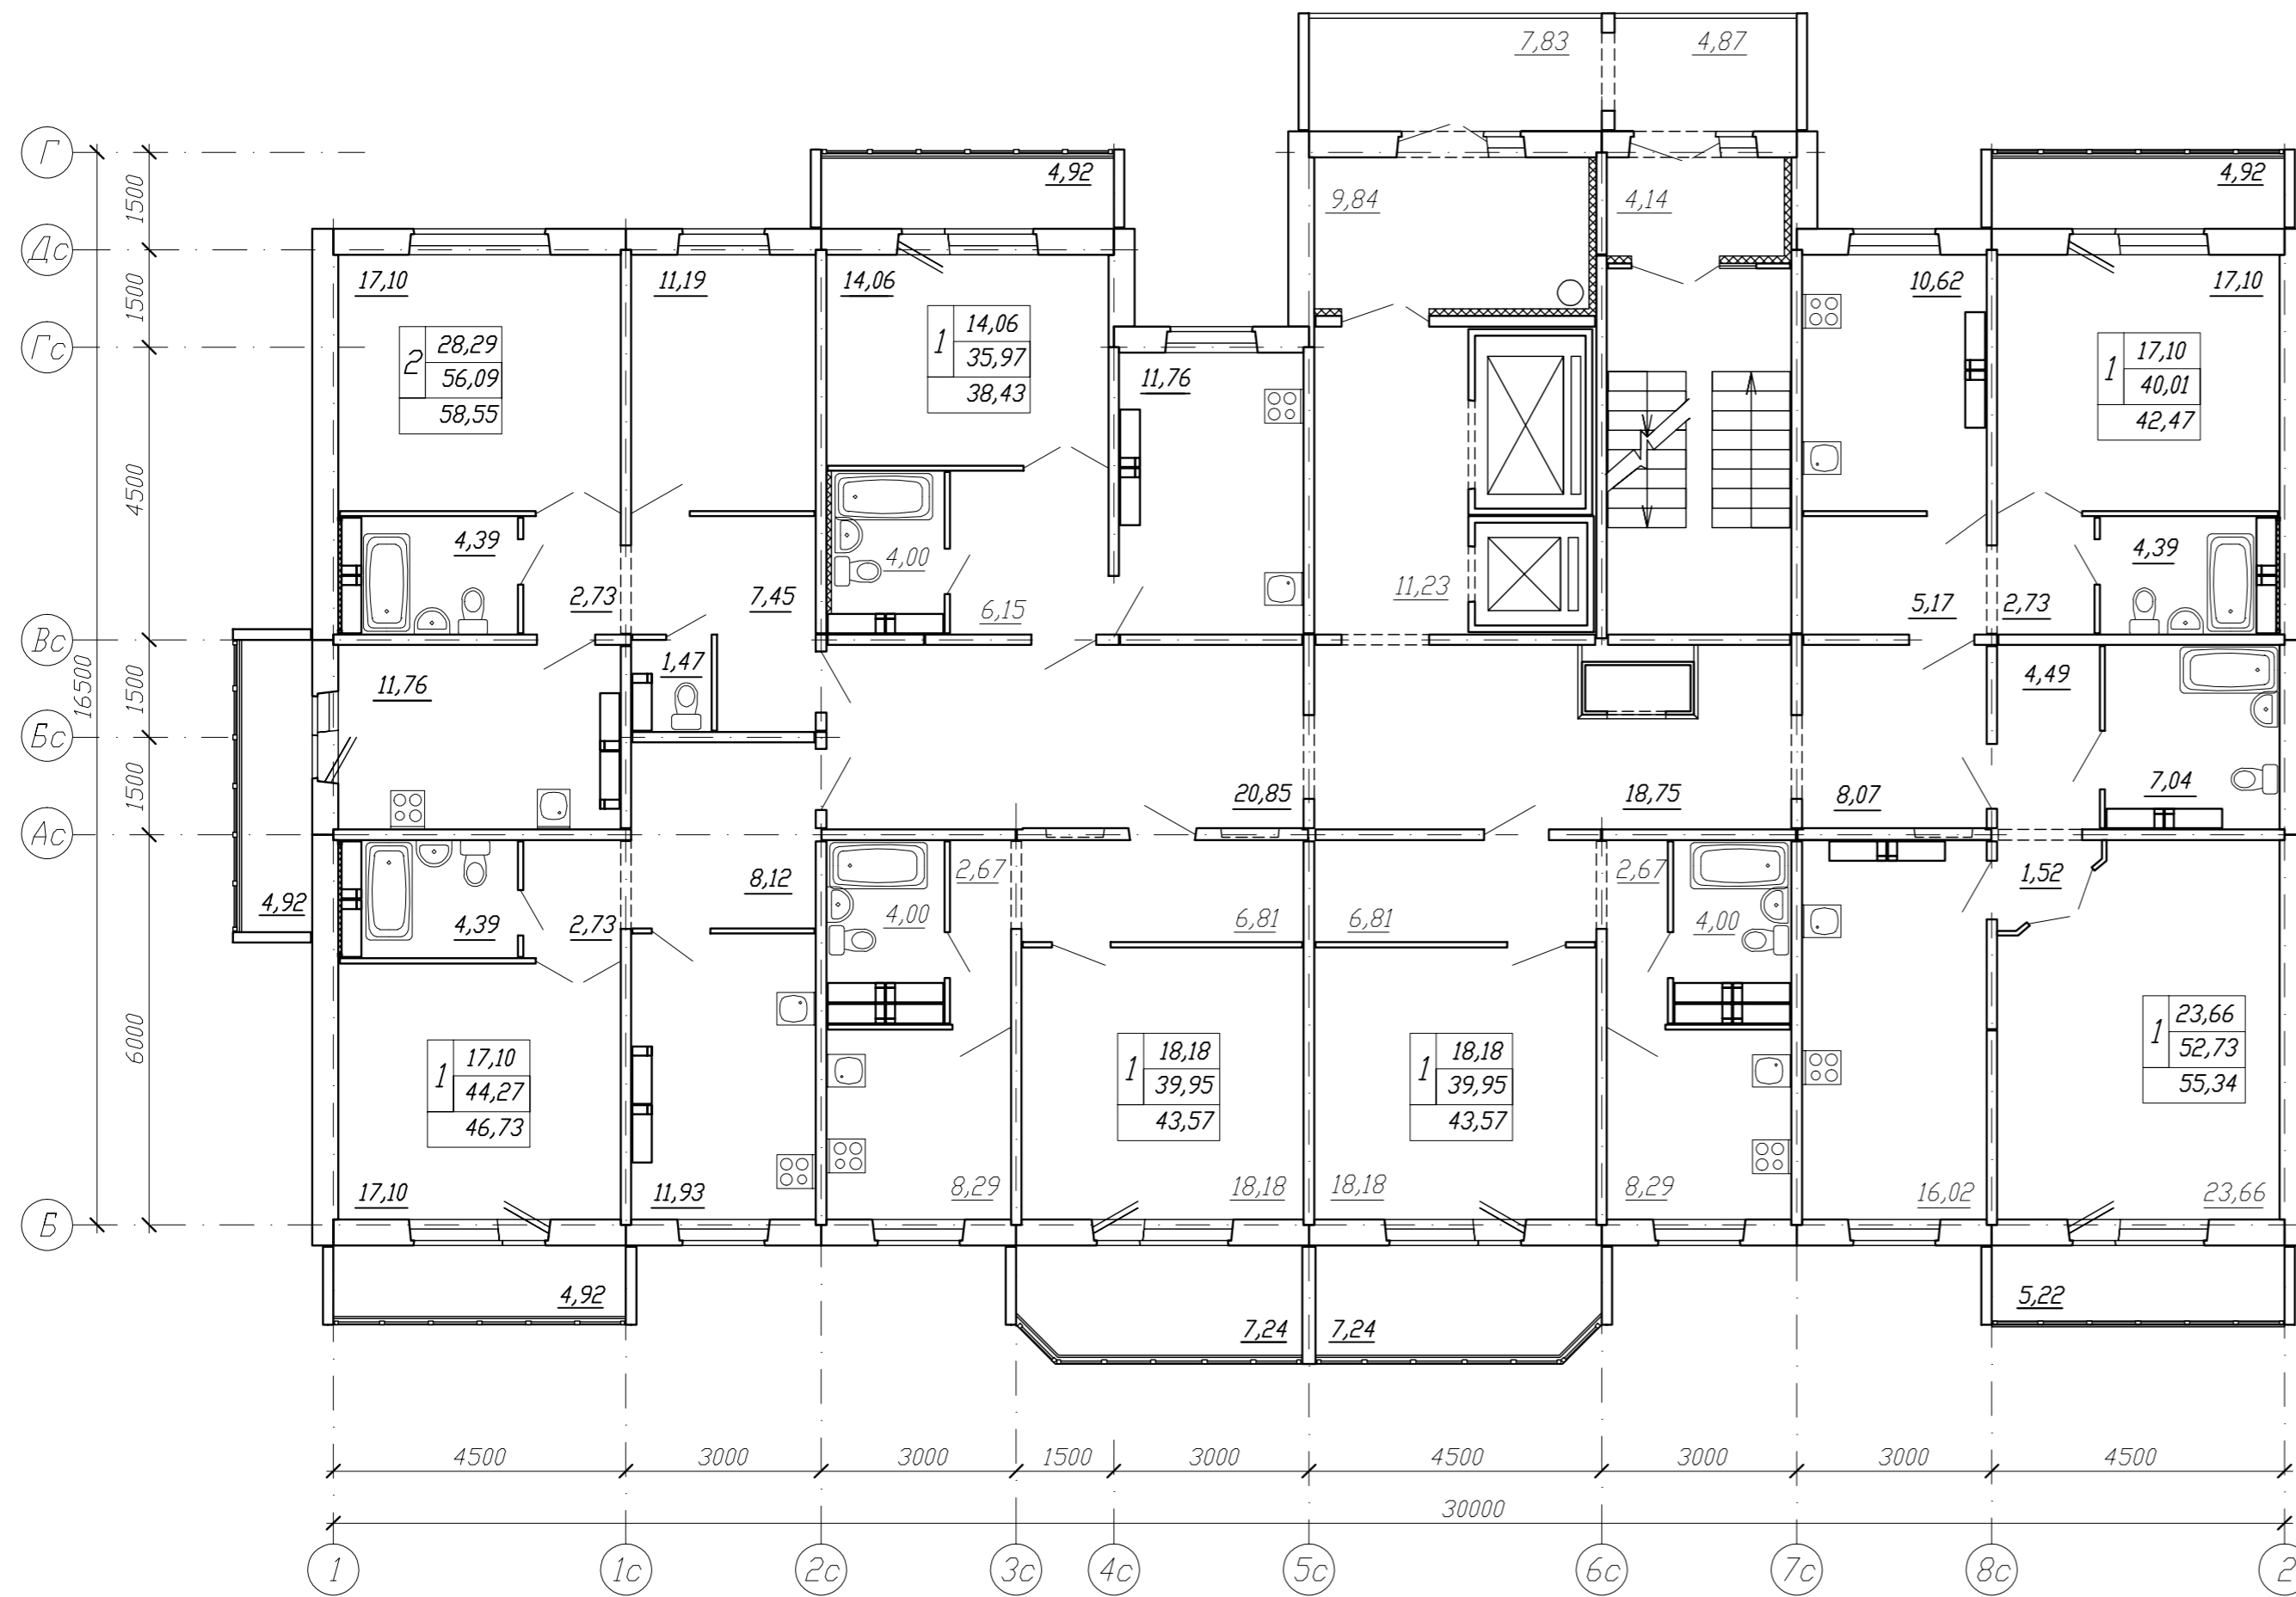 7,83 4,87
Г
1500
4,92
9,84 4,14
4,92
Дс
17,10 11,19 14,06
10,62 17,10
1500
Гс
2 28,29
56,09
58,55
1 14,06
35,97
38,43
11,76
1 17,10
40,01
42,47
4500
4,39 2,73 7,45
4,00 6,15
11,23
5,17 2,73 4,39
Вс
16500
1500
11,76
1,47
4,49
Бс
1500
20,85 18,75 8,07 7,04
Ас
4,92
4,39 2,73 8,12
4,00 2,67 6,81
6,81 2,67 4,00
1,52
6000
1 17,10
44,27
46,73
1 18,18
39,95
43,57
1 18,18
39,95
43,57
1 23,66
52,73
55,34
17,10 11,93 8,29 18,18 18,18 8,29 16,02 23,66
Б
4,92 7,24 7,24 5,22
4500 3000 3000 1500 3000 4500 3000 3000 4500
30000
1 1с 2с 3с 4с 5с 6с 7с 8с 2